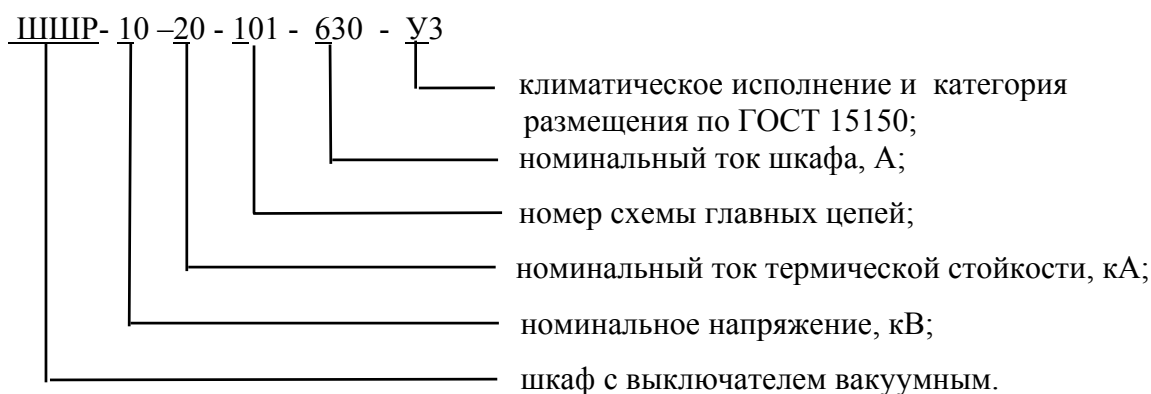 ШШР- 10 –20 - 101 - 630 - У3
климатическое исполнение и категория
размещения по ГОСТ 15150;
номинальный ток шкафа, А;
номер схемы главных цепей;
номинальный ток термической стойкости, кА;
номинальное напряжение, кВ;
шкаф с выключателем вакуумным.